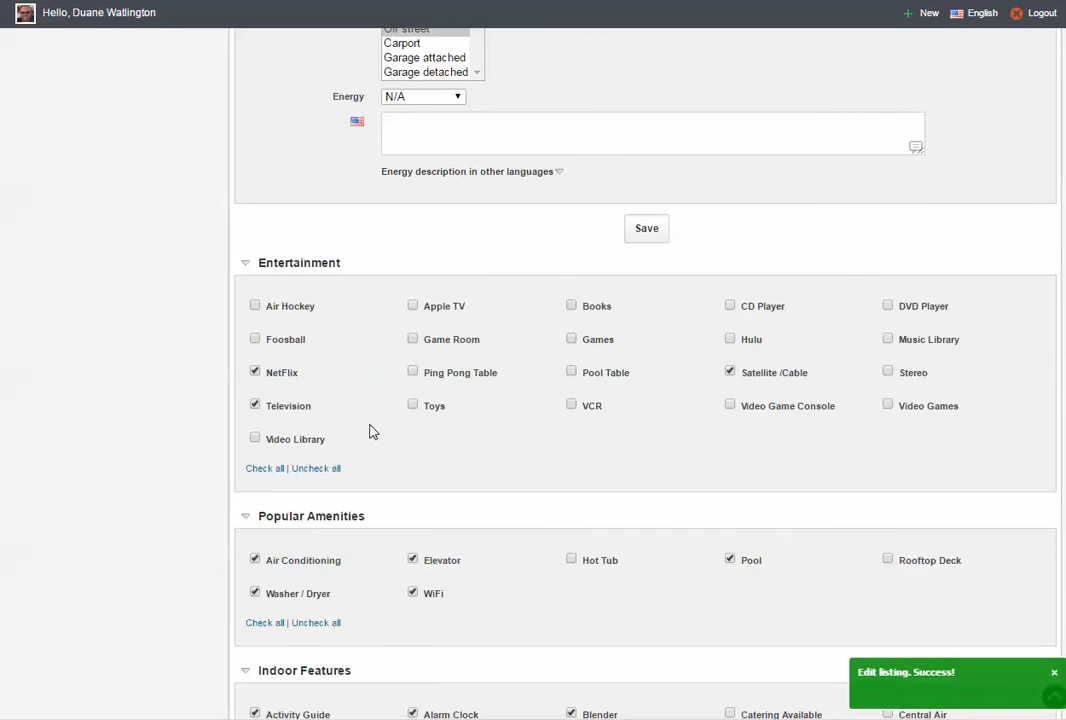 Hello, Duane Watlington
New English Logout
Off street
Carport
Garage attached
Garage detached
Energy N/A
Energy description in other languages
Save
Entertainment
Air Hockey Apple TV Books CD Player DVD Player
Foosball Game Room Games Hulu Music Library
NetFlix Ping Pong Table Pool Table Satellite /Cable Stereo
Television Toys VCR Video Game Console Video Games
Video Library
Check all | Uncheck all
Popular Amenities
Air Conditioning Elevator Hot Tub Pool Rooftop Deck
Washer / Dryer WiFi
Check all | Uncheck all
Indoor Features
Edit listing. Success! ×
Activity Guide Alarm Clock Blender Catering Available Central Air